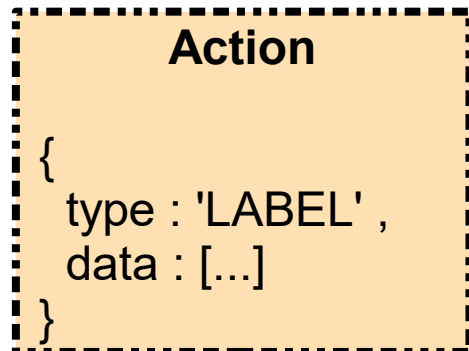 Action
{
type : 'LABEL' ,
data : [...]
}